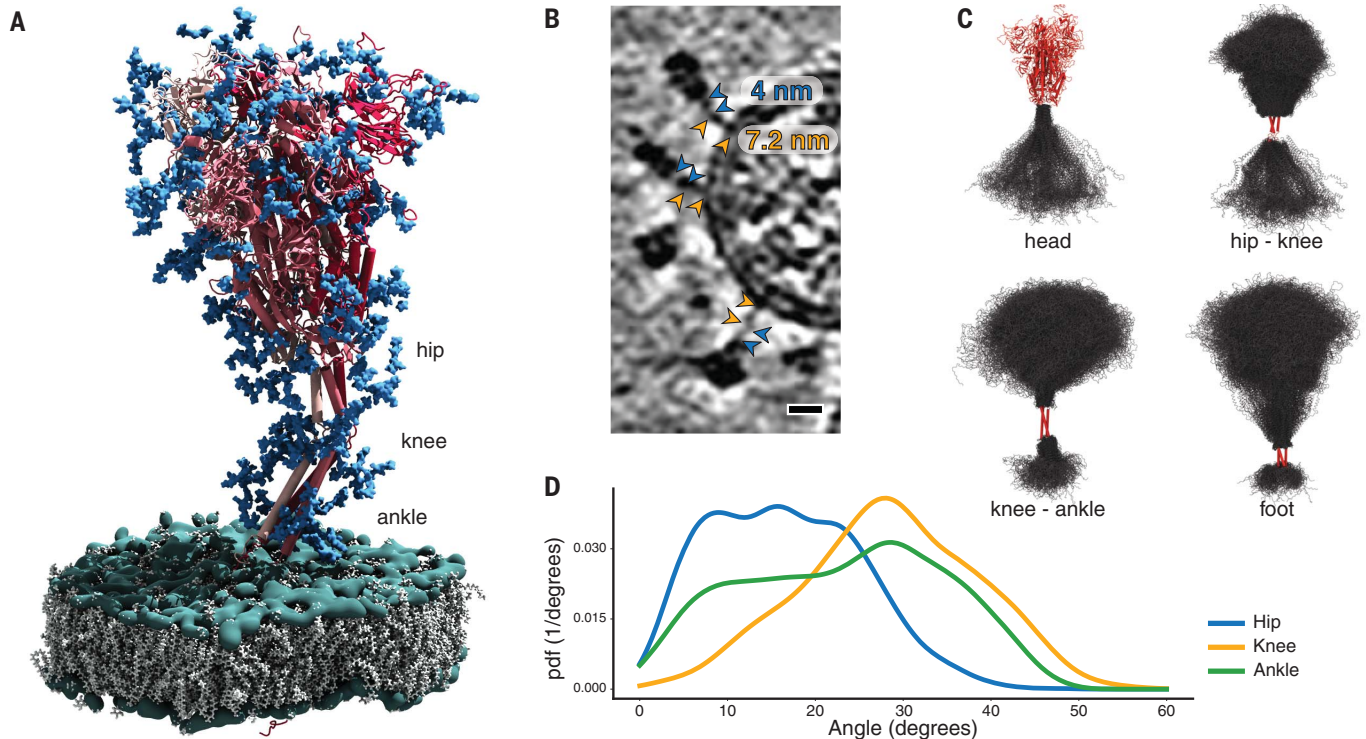 A
hip
knee
ankle
B
4 nm
7.2 nm
C
head
hip - knee
knee - ankle
foot
D
pdf (1/degrees)
0.030
0.015
0.000
0 10 20 30 40 50 60
Angle (degrees)
Hip
Knee
Ankle